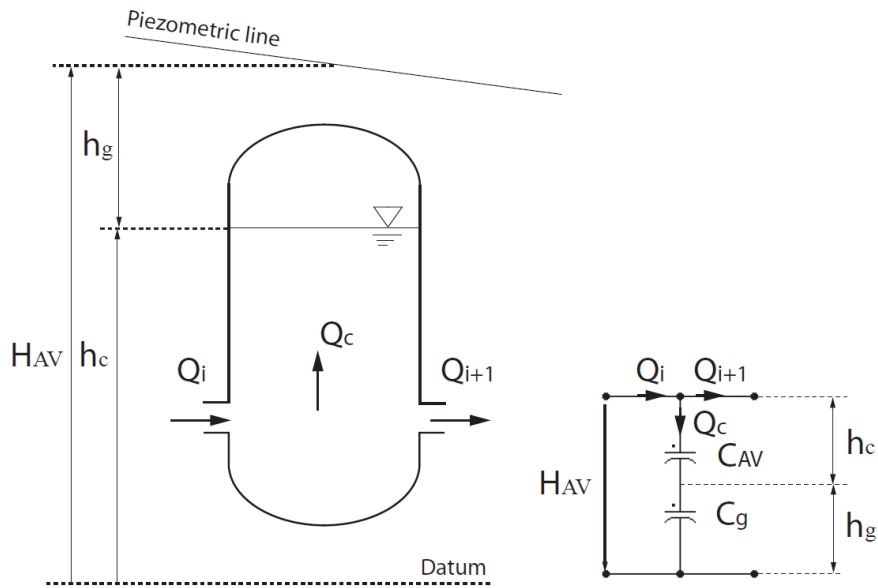 Piezometric line
hg
HAV
hc
Qc
Qi
Qi+1
Datum
Qi
Qi+1
Qc
CAV
hc
HAV
Cg
hg